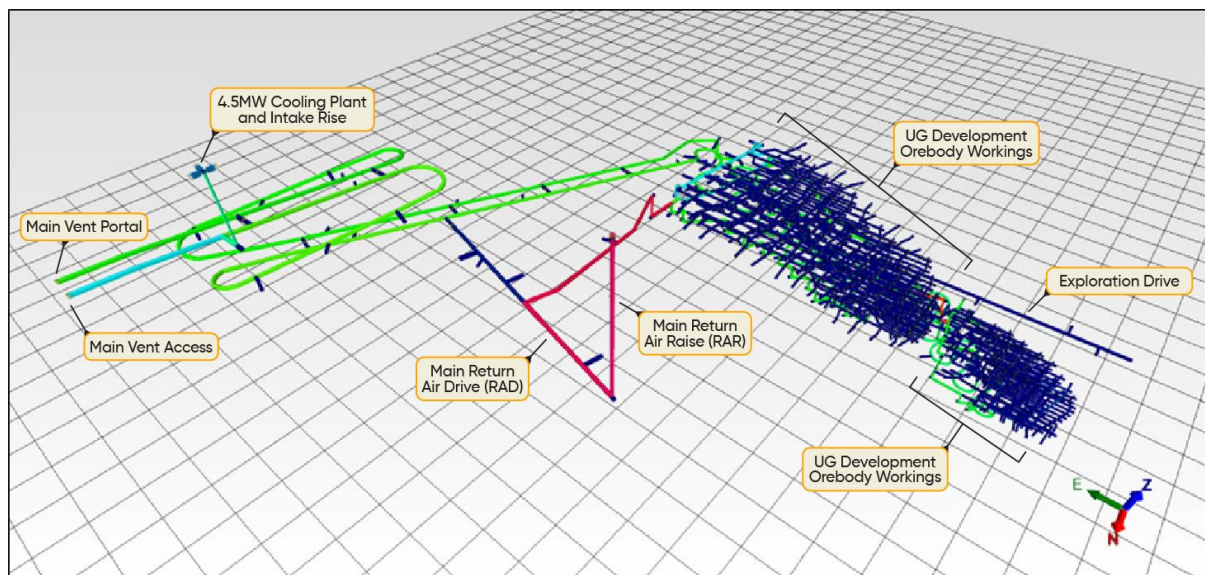 4.5MW Cooling Plant
and Intake Rise
UG Development
Orebody Workings
Main Vent Portal
Exploration Drive
Main Vent Access
Main Return
Air Raise (RAR)
Main Return
Air Drive (RAD)
UG Development
Orebody Workings
E
Z
N